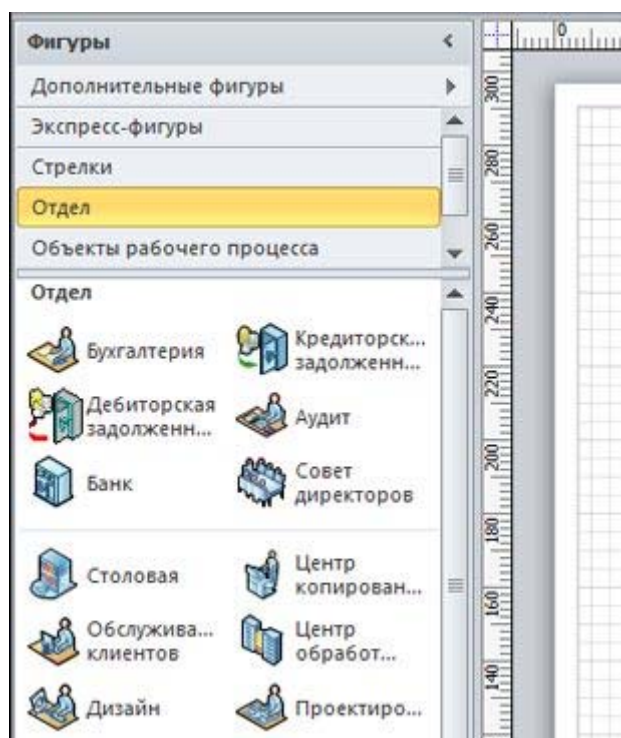 Фигуры
Дополнительные фигуры
Экспресс-фигуры
Стрелки
Отдел
Объекты рабочего процесса
Отдел
Бухгалтерия
Кредиторск...
задолженн...
Дебиторская
задолженн...
Аудит
Банк
Совет
директоров
Столовая
Центр
копирован...
Обслужива...
клиентов
Центр
обработ...
Дизайн
Проектиро...
0
300
280
260
240
220
200
180
160
140